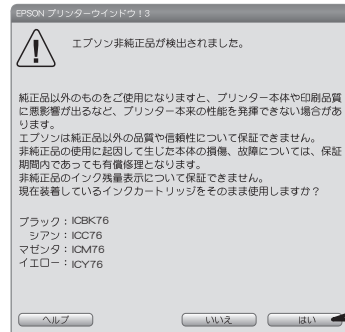 EPSON プリンターウインドウ！3
エプソン非純正品が検出されました。
純正品以外のものをご使用になりますと、プリンター本体や印刷品質
に悪影響が出るなど、プリンター本来の性能を発揮できない場合があ
ります。
エプソンは純正品以外の品質や信頼性について保証できません。
非純正品の使用に起因して生じた本体の損傷、故障については、保証
期間内であっても有償修理となります。
非純正品のインク残量表示について保証できません。
現在装着しているインクカートリッジをそのまま使用しますか？
ブラック：ICBK76
シアン：ICC76
マゼンタ：ICM76
イエロー：ICY76
ヘルプ いいえ はい